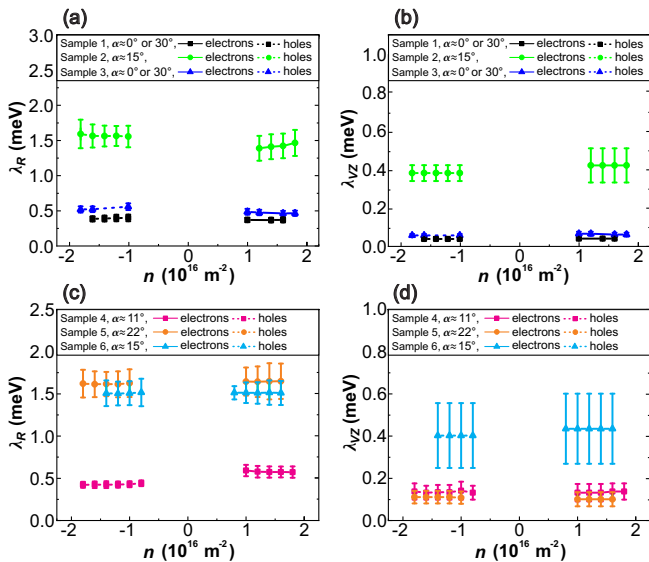 (a)
3.0
2.5
2.0
1.5
1.0
0.5
0.0
λR (meV)
Sample 1, α≈0° or 30°, electrons holes
Sample 2, α≈15°, electrons holes
Sample 3, α≈0° or 30°, electrons holes
-2 -1 0 1 2
n (10^16 m^-2)
(b)
1.0
0.8
0.6
0.4
0.2
0.0
λVZ (meV)
Sample 1, α≈0° or 30°, electrons holes
Sample 2, α≈15°, electrons holes
Sample 3, α≈0° or 30°, electrons holes
-2 -1 0 1 2
n (10^16 m^-2)
(c)
2.5
2.0
1.5
1.0
0.5
0.0
λR (meV)
Sample 4, α≈11°, electrons holes
Sample 5, α≈22°, electrons holes
Sample 6, α≈15°, electrons holes
-2 -1 0 1 2
n (10^16 m^-2)
(d)
1.0
0.8
0.6
0.4
0.2
0.0
λVZ (meV)
Sample 4, α≈11°, electrons holes
Sample 5, α≈22°, electrons holes
Sample 6, α≈15°, electrons holes
-2 -1 0 1 2
n (10^16 m^-2)